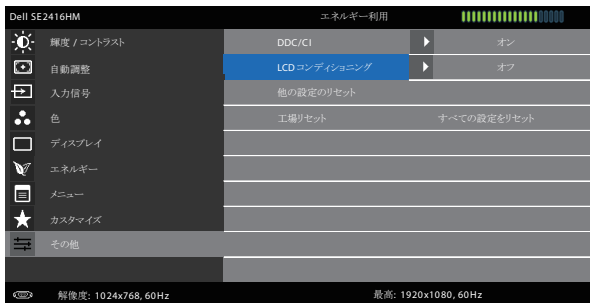 Dell SE2416HM エネルギー利用
輝度 / コントラスト DDC/CI オン
自動調整 LCDコンディショニング オフ
入力信号 他の設定のリセット
色 工場リセット すべての設定をリセット
ディスプレイ
エネルギー
メニュー
カスタマイズ
その他
解像度: 1024x768, 60Hz 最高: 1920x1080, 60Hz